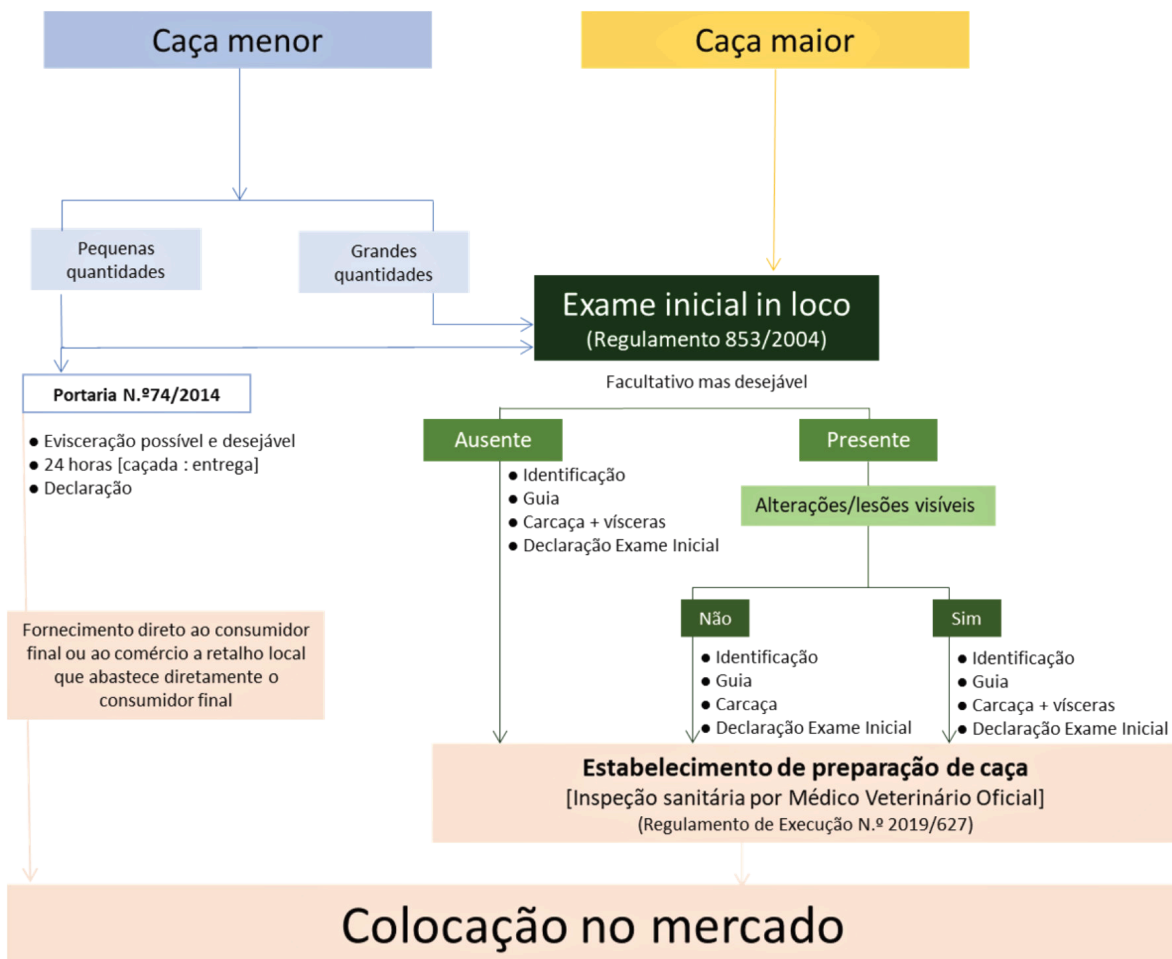 Caça menor
Caça maior
Pequenas
quantidades
Grandes
quantidades
Exame inicial in loco
(Regulamento 853/2004)
Facultativo mas desejável
Portaria N.º74/2014
● Evisceração possível e desejável
● 24 horas [caçada : entrega]
● Declaração
Ausente
● Identificação
● Guia
● Carcaça + vísceras
● Declaração Exame Inicial
Presente
Alterações/lesões visíveis
Não
● Identificação
● Guia
● Carcaça
● Declaração Exame Inicial
Sim
● Identificação
● Guia
● Carcaça + vísceras
● Declaração Exame Inicial
Fornecimento direto ao consumidor
final ou ao comércio a retalho local
que abastece diretamente o
consumidor final
Estabelecimento de preparação de caça
[Inspeção sanitária por Médico Veterinário Oficial]
(Regulamento de Execução N.º 2019/627)
Colocação no mercado